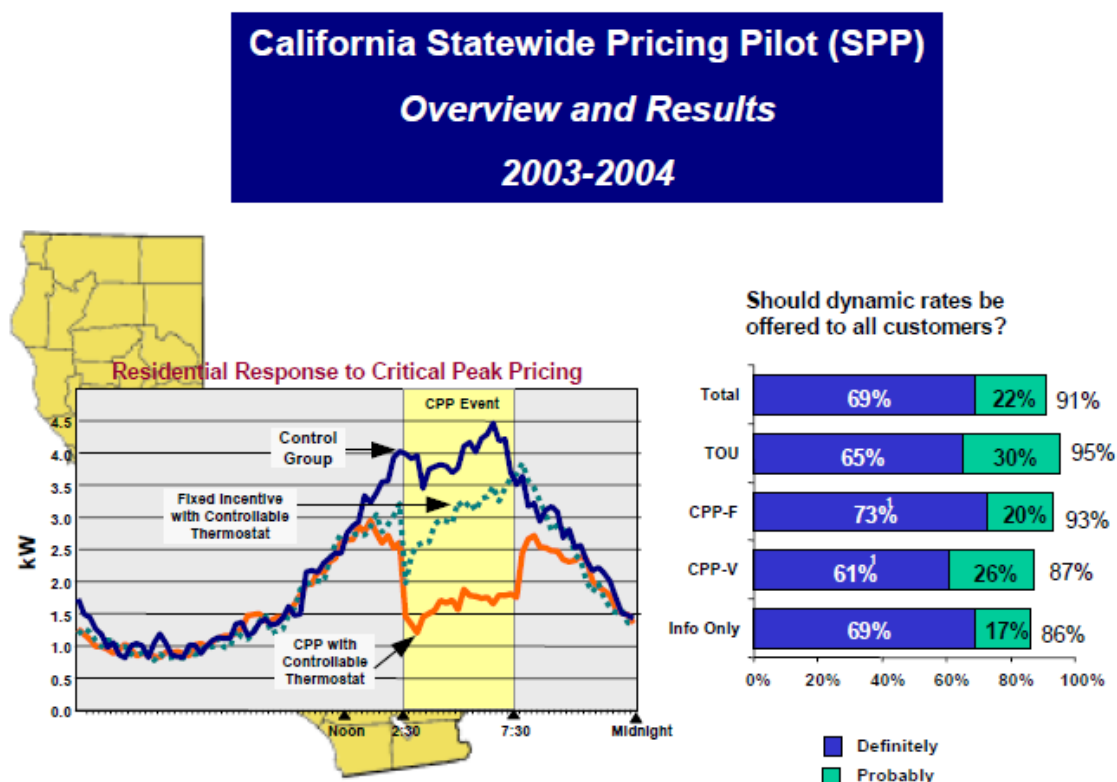 California Statewide Pricing Pilot (SPP)
Overview and Results
2003-2004
Residential Response to Critical Peak Pricing
CPP Event
Control
Group
Fixed Incentive
with Controllable
Thermostat
CPP with
Controllable
Thermostat
kW
4.5
4.0
3.5
3.0
2.5
2.0
1.5
1.0
0.5
0.0
Noon 2:30 7:30 Midnight
Should dynamic rates be
offered to all customers?
Total 69% 22% 91%
TOU 65% 30% 95%
CPP-F 73%1 20% 93%
CPP-V 61%1 26% 87%
Info Only 69% 17% 86%
0% 20% 40% 60% 80% 100%
Definitely
Probably